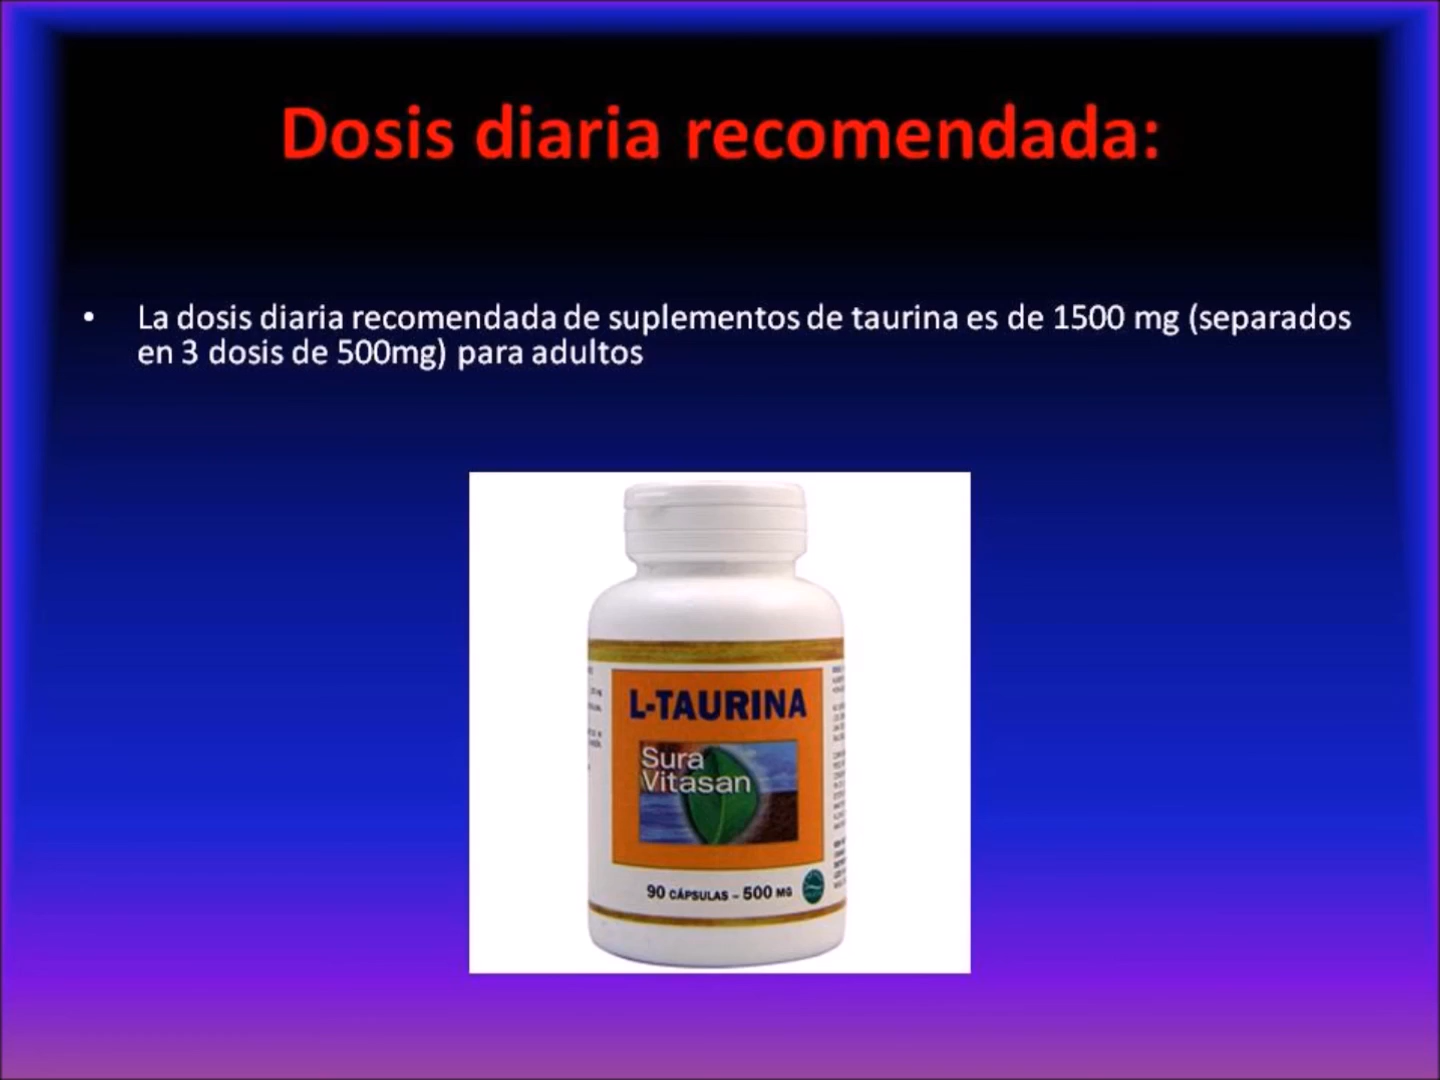 Dosis diaria recomendada:
• La dosis diaria recomendada de suplementos de taurina es de 1500 mg (separados
en 3 dosis de 500mg) para adultos
L-TAURINA
Sura
Vitasan
90 CÁPSULAS - 500 MG